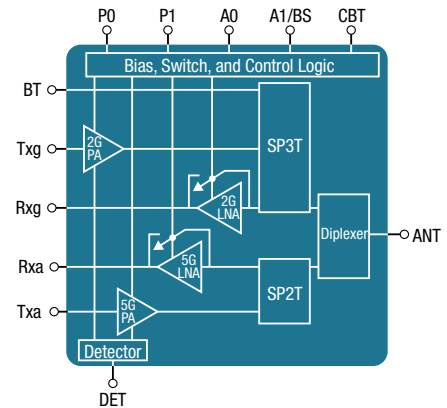 P0 P1 A0 A1/BS CBT
Bias, Switch, and Control Logic
BT
SP3T
Txg
2G
PA
Rxg
2G
LNA
Diplexer
ANT
Rxa
5G
LNA
SP2T
Txa
5G
PA
Detector
DET